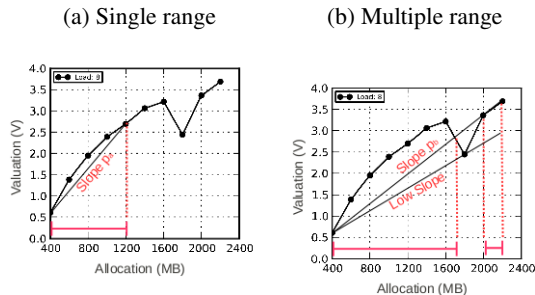 (a) Single range
(b) Multiple range
4.0
3.5
3.0
2.5
2.0
1.5
1.0
0.5
0.0
Valuation (V)
Load: 8
Slope p₃
400 800 1200 1600 2000 2400
Allocation (MB)
4.0
3.5
3.0
2.5
2.0
1.5
1.0
0.5
0.0
Valuation (V)
Load: 8
Slope
Low Slope
400 800 1200 1600 2000 2400
Allocation (MB)